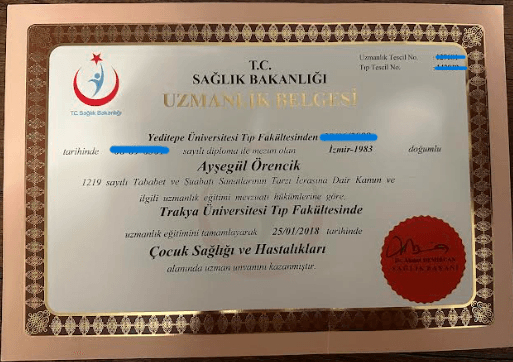 T.C.
SAĞLIK BAKANLIĞI
UZMANLIK BELGESİ
Uzmanlık Tescil No.
Tıp Tescil No.
T.C. Sağlık Bakanlığı
Yeditepe Üniversitesi Tıp Fakültesinden
tarihinde sayılı diploma ile mezun olan İzmir-1983 doğumlu
Ayşegül Örencik
1219 sayılı Tababet ve Şuabatı Sanatlarının Tarzı İcrasına Dair Kanun ve
ilgili uzmanlık eğitimi mevzuatı hükümlerine göre,
Trakya Üniversitesi Tıp Fakültesinde
uzmanlık eğitimini tamamlayarak 25/01/2018 tarihinde
Çocuk Sağlığı ve Hastalıkları
alanında uzman unvanını kazanmıştır.
SAĞLIK BAKANI